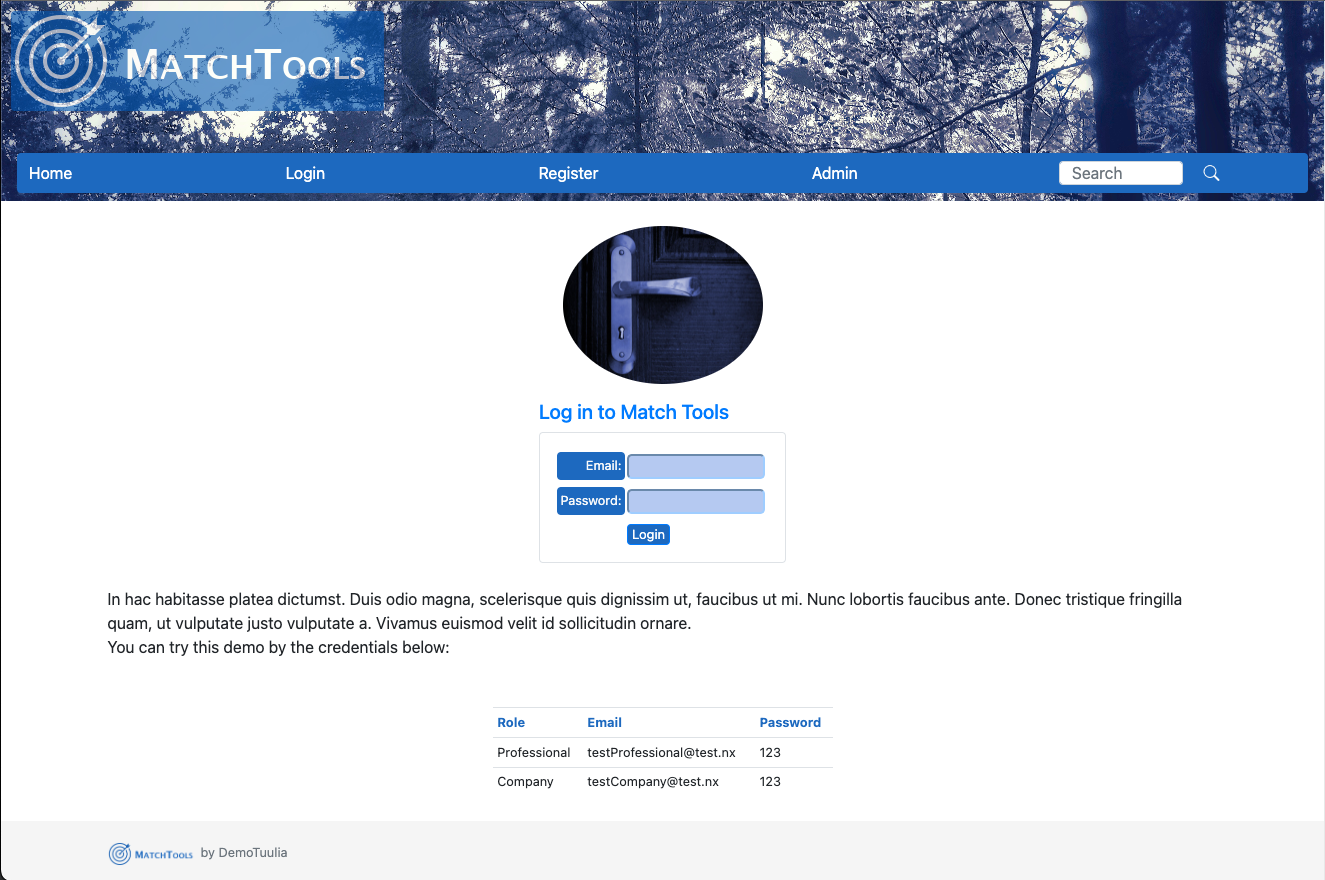 MATCHTOOLS
Home Login Register Admin Search
Log in to Match Tools
Email:
Password:
Login
In hac habitasse platea dictumst. Duis odio magna, scelerisque quis dignissim ut, faucibus ut mi. Nunc lobortis faucibus ante. Donec tristique fringilla
quam, ut vulputate justo vulputate a. Vivamus euismod velit id sollicitudin ornare.
You can try this demo by the credentials below:
Role Email Password
Professional testProfessional@test.nx 123
Company testCompany@test.nx 123
MATCHTOOLS by DemoTuulia